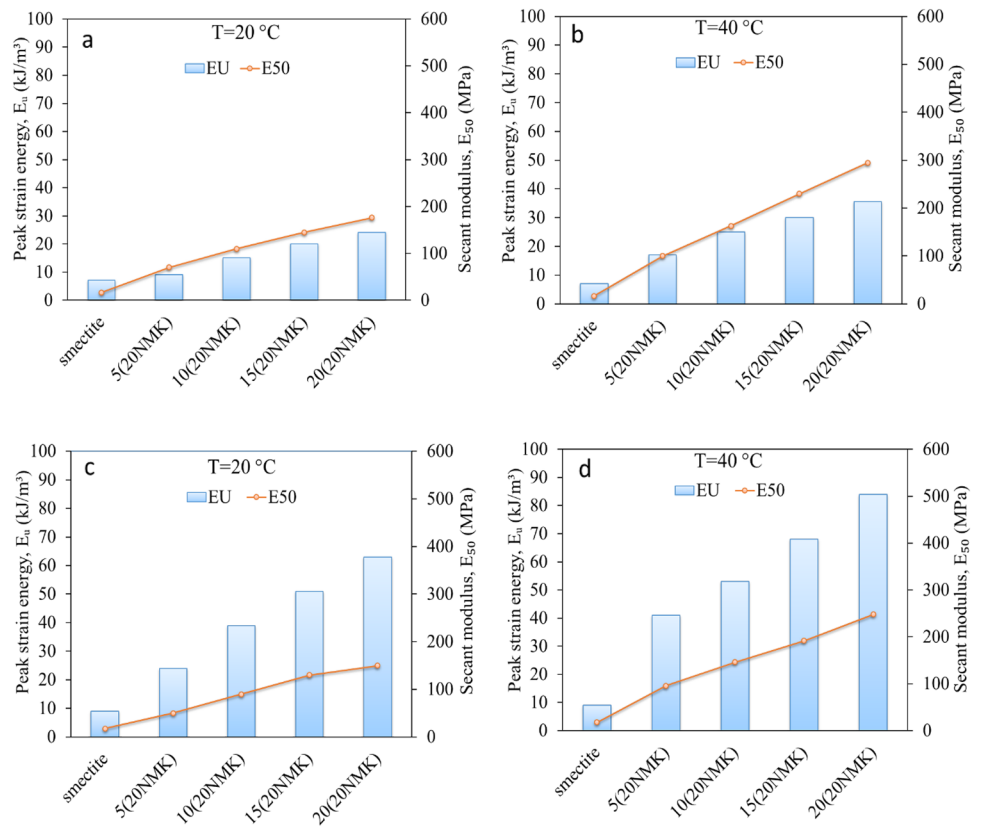 a
T=20 °C
EU E50
Peak strain energy, Eᵤ (kJ/m³)
100
90
80
70
60
50
40
30
20
10
0
600
500
400
300
200
100
0
Secant modulus, E₅₀ (MPa)
smectite
5(20NMK)
10(20NMK)
15(20NMK)
20(20NMK)
b
T=40 °C
EU E50
Peak strain energy, Eᵤ (kJ/m³)
100
90
80
70
60
50
40
30
20
10
0
600
500
400
300
200
100
0
Secant modulus, E₅₀ (MPa)
smectite
5(20NMK)
10(20NMK)
15(20NMK)
20(20NMK)
c
T=20 °C
EU E50
Peak strain energy, Eᵤ (kJ/m³)
100
90
80
70
60
50
40
30
20
10
0
600
500
400
300
200
100
0
Secant modulus, E₅₀ (MPa)
smectite
5(20NMK)
10(20NMK)
15(20NMK)
20(20NMK)
d
T=40 °C
EU E50
Peak strain energy, Eᵤ (kJ/m³)
100
90
80
70
60
50
40
30
20
10
0
600
500
400
300
200
100
0
Secant modulus, E₅₀ (MPa)
smectite
5(20NMK)
10(20NMK)
15(20NMK)
20(20NMK)